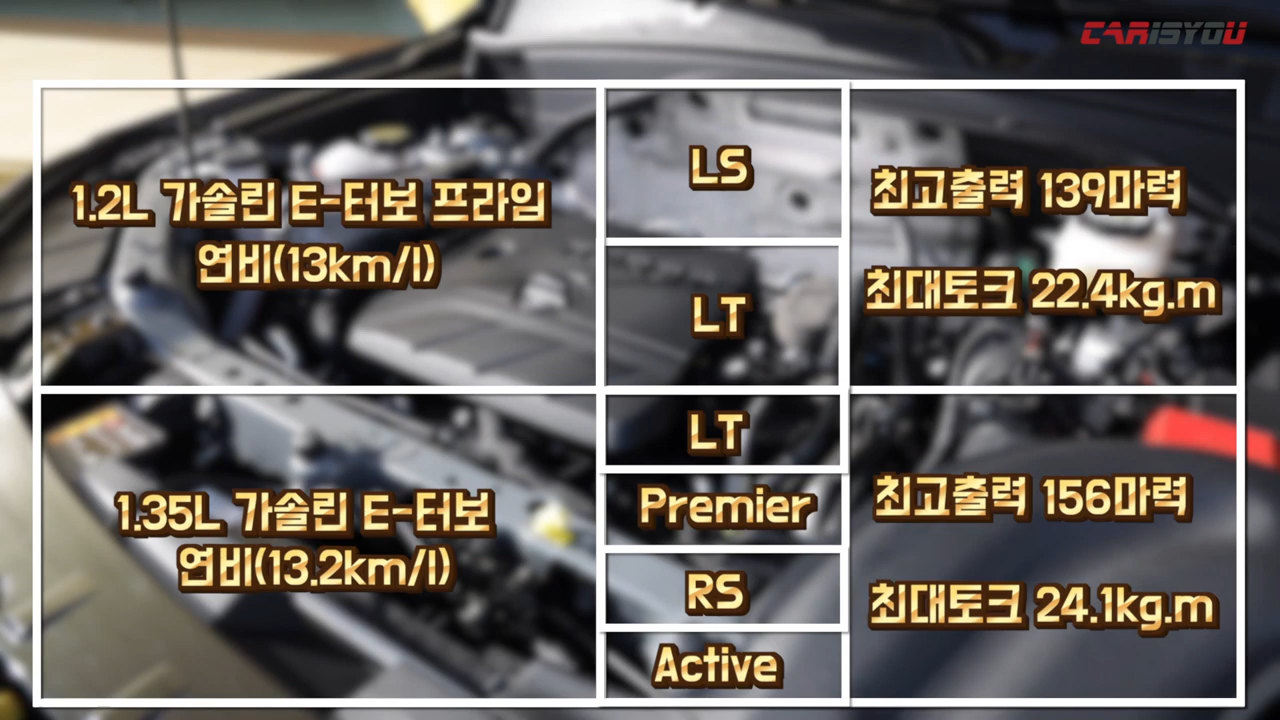 CARISYOU
1.2L 가솔린 E-터보 프라임
연비(13km/l)
LS
LT
최고출력 139마력
최대토크 22.4kg.m
1.35L 가솔린 E-터보
연비(13.2km/l)
LT
Premier
RS
Active
최고출력 156마력
최대토크 24.1kg.m